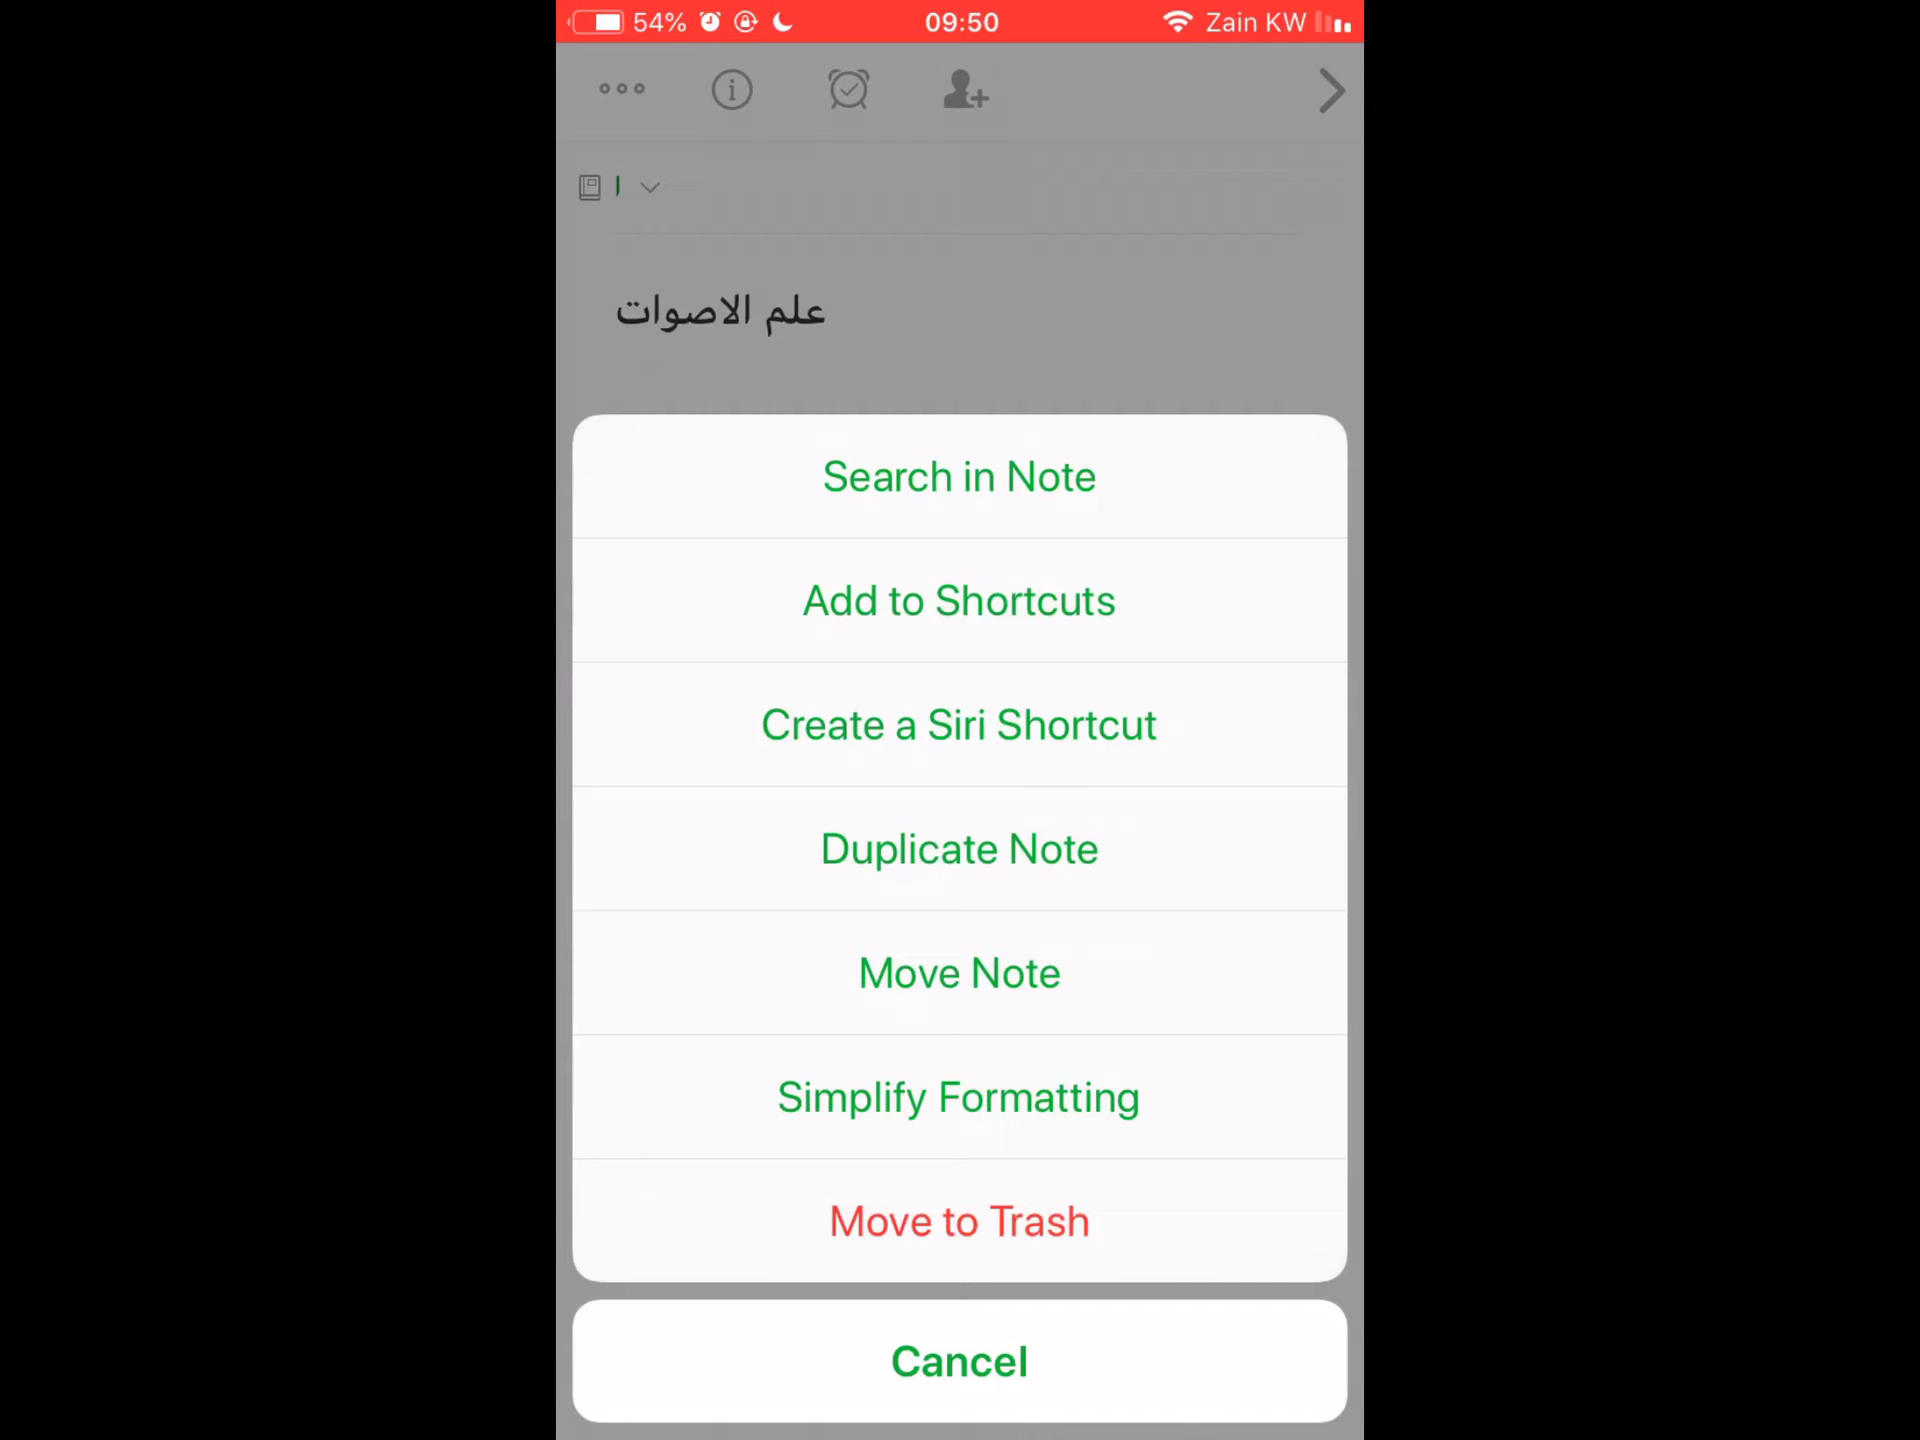 54% 09:50 Zain KW
ا
علم الاصوات
Search in Note
Add to Shortcuts
Create a Siri Shortcut
Duplicate Note
Move Note
Simplify Formatting
Move to Trash
Cancel